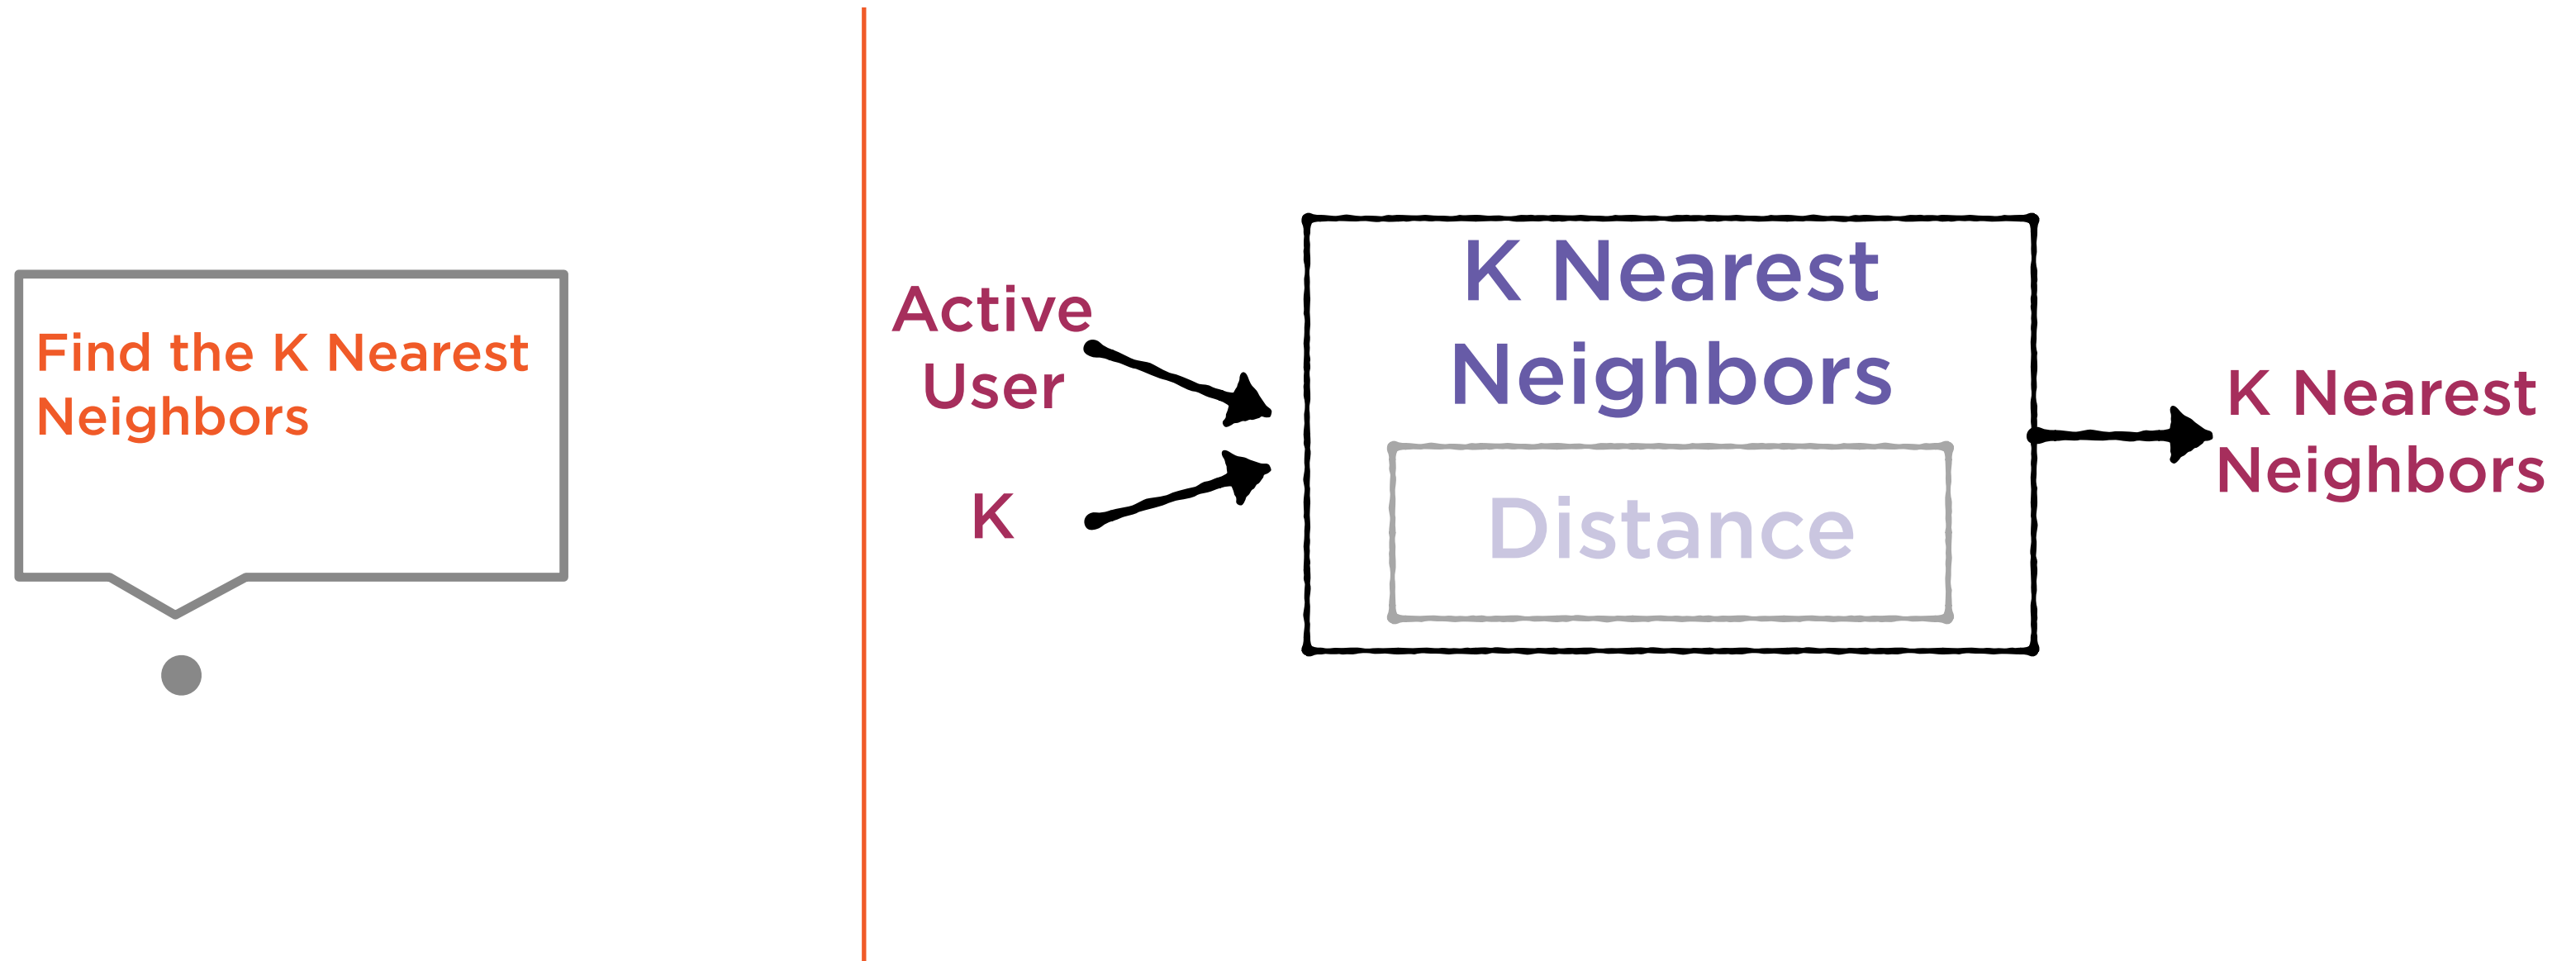 Find the K Nearest
Neighbors
Active
User
K
K Nearest
Neighbors
Distance
K Nearest
Neighbors